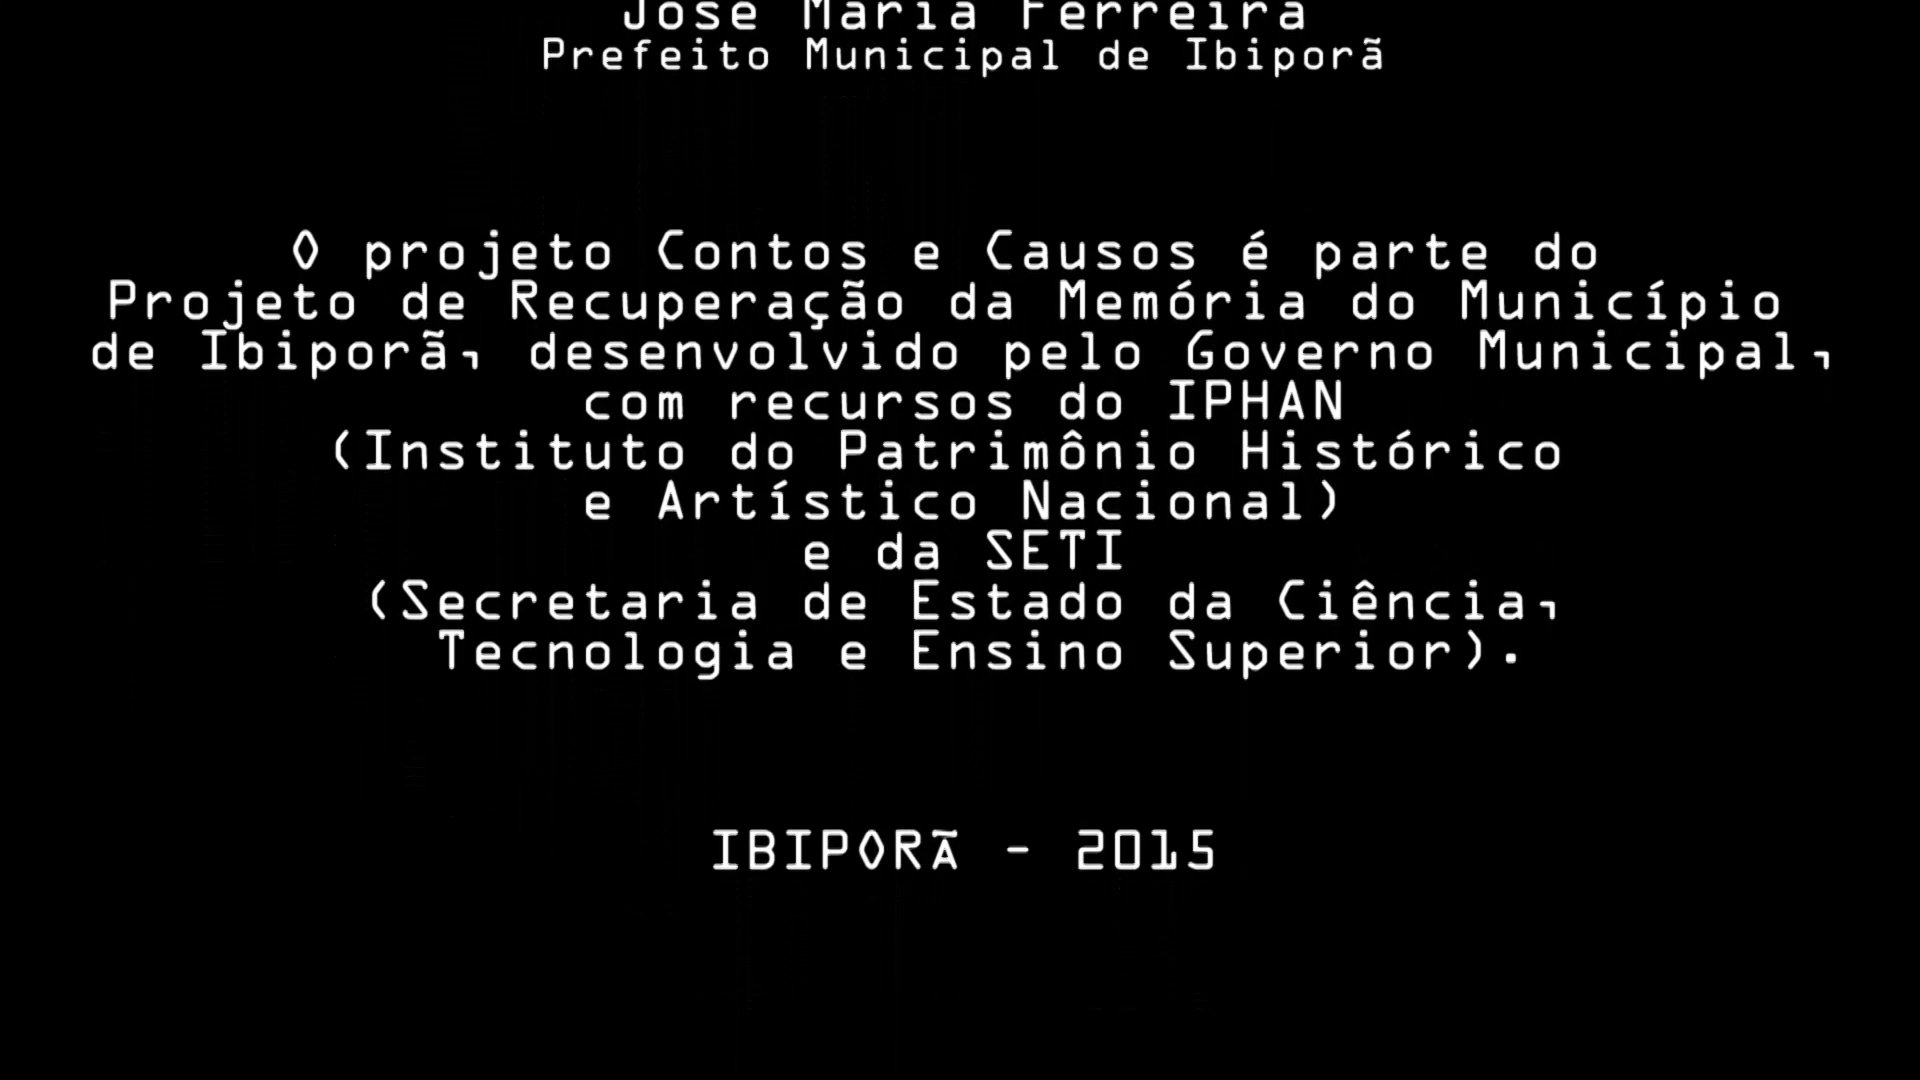 José Maria Ferreira
Prefeito Municipal de Ibiporã
O projeto Contos e Causos é parte do
Projeto de Recuperação da Memória do Município
de Ibiporã, desenvolvido pelo Governo Municipal,
com recursos do IPHAN
(Instituto do Patrimônio Histórico
e Artístico Nacional)
e da SETI
(Secretaria de Estado da Ciência,
Tecnologia e Ensino Superior).
IBIPORÃ - 2015